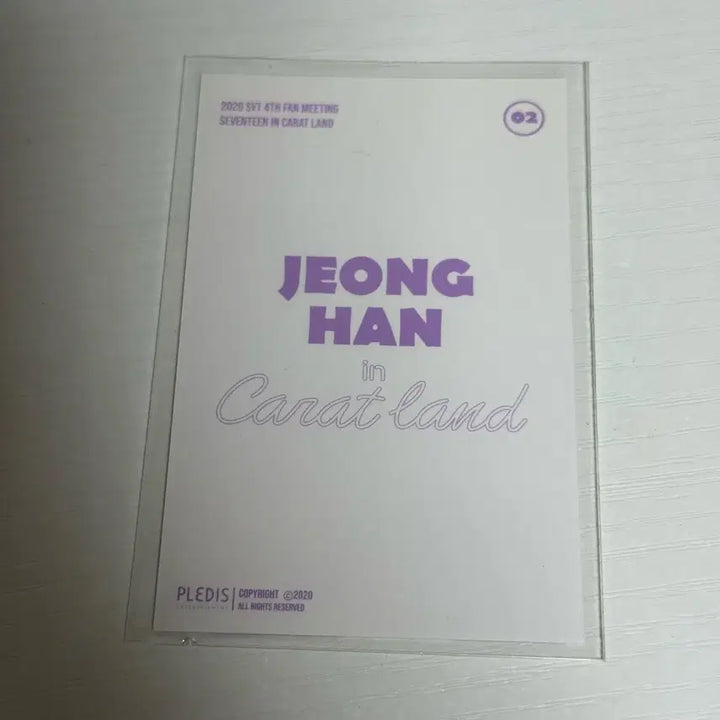 2020 SVT 4TH FAN MEETING
SEVENTEEN IN CARAT LAND
02
JEONG
HAN
in
Carat land
PLEDIS
ENTERTAINMENT
COPYRIGHT ©2020
ALL RIGHTS RESERVED